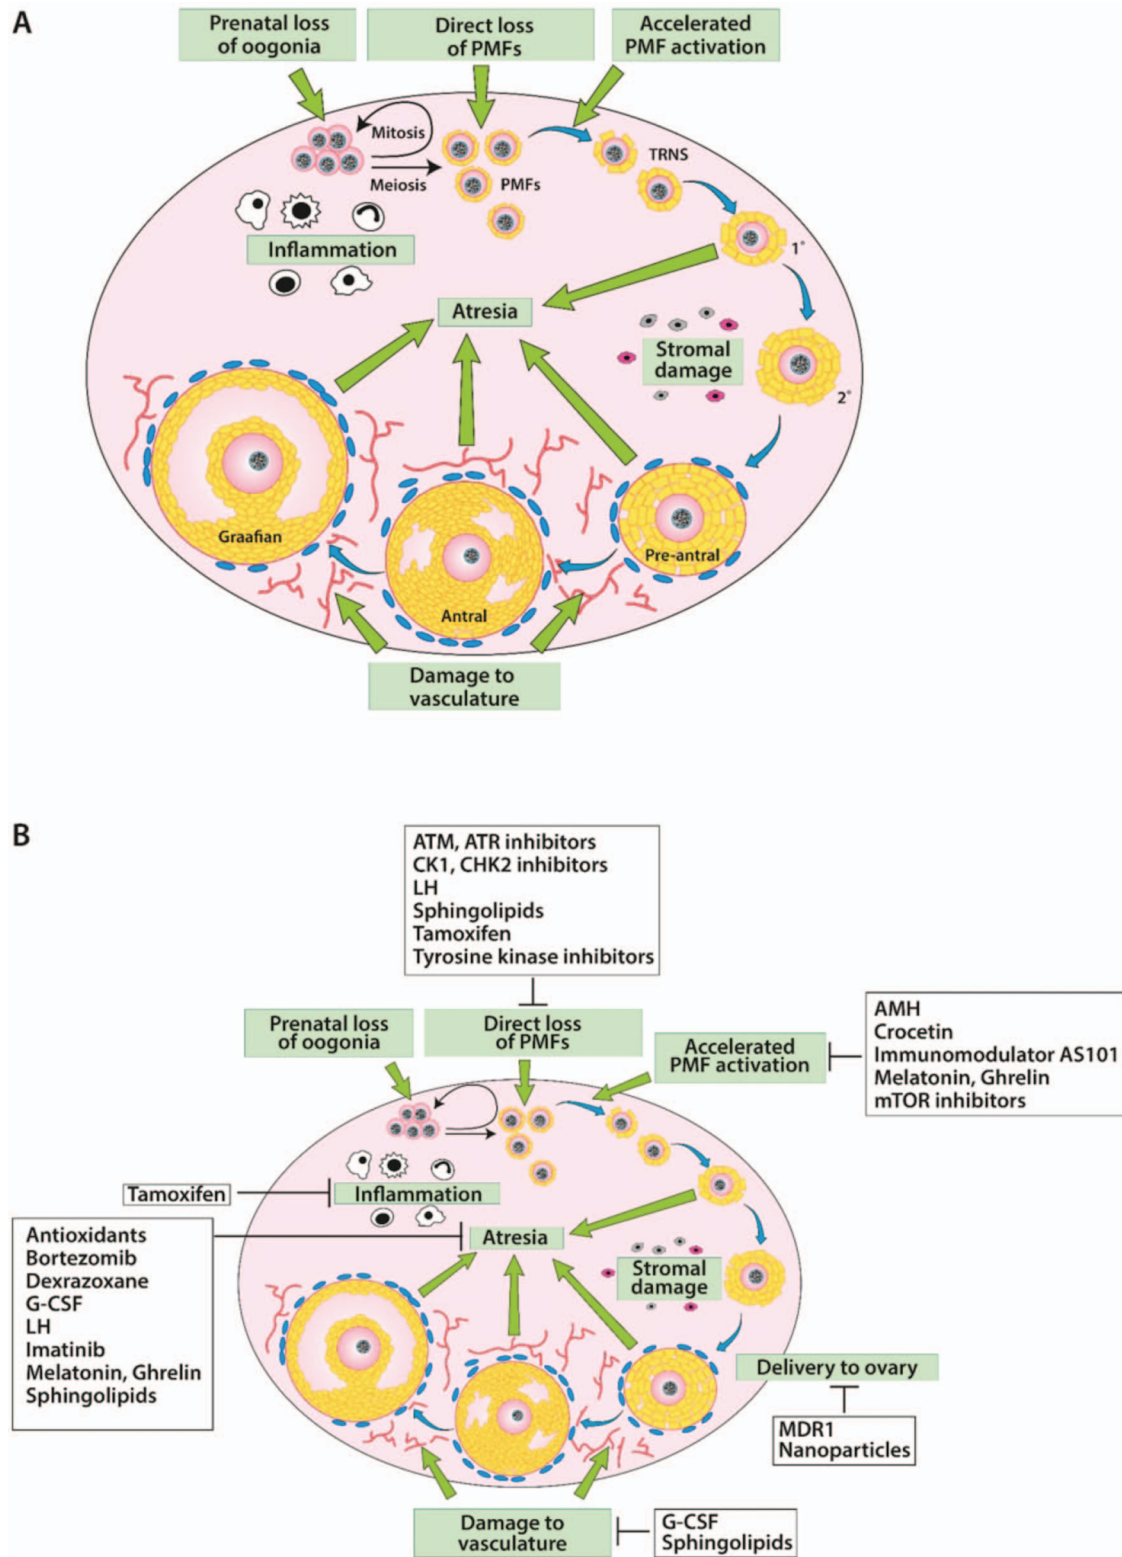 A
Prenatal loss
of oogonia
Direct loss
of PMFs
Accelerated
PMF activation
Mitosis
Meiosis
PMFs
TRNS
1°
Inflammation
Atresia
Stromal
damage
2°
Graafian
Antral
Pre-antral
Damage to
vasculature
B
ATM, ATR inhibitors
CK1, CHK2 inhibitors
LH
Sphingolipids
Tamoxifen
Tyrosine kinase inhibitors
Prenatal loss
of oogonia
Direct loss
of PMFs
Accelerated
PMF activation
AMH
Crocetin
Immunomodulator AS101
Melatonin, Ghrelin
mTOR inhibitors
Tamoxifen
Inflammation
Antioxidants
Bortezomib
Dexrazoxane
G-CSF
LH
Imatinib
Melatonin, Ghrelin
Sphingolipids
Atresia
Stromal
damage
Delivery to ovary
MDR1
Nanoparticles
Damage to
vasculature
G-CSF
Sphingolipids